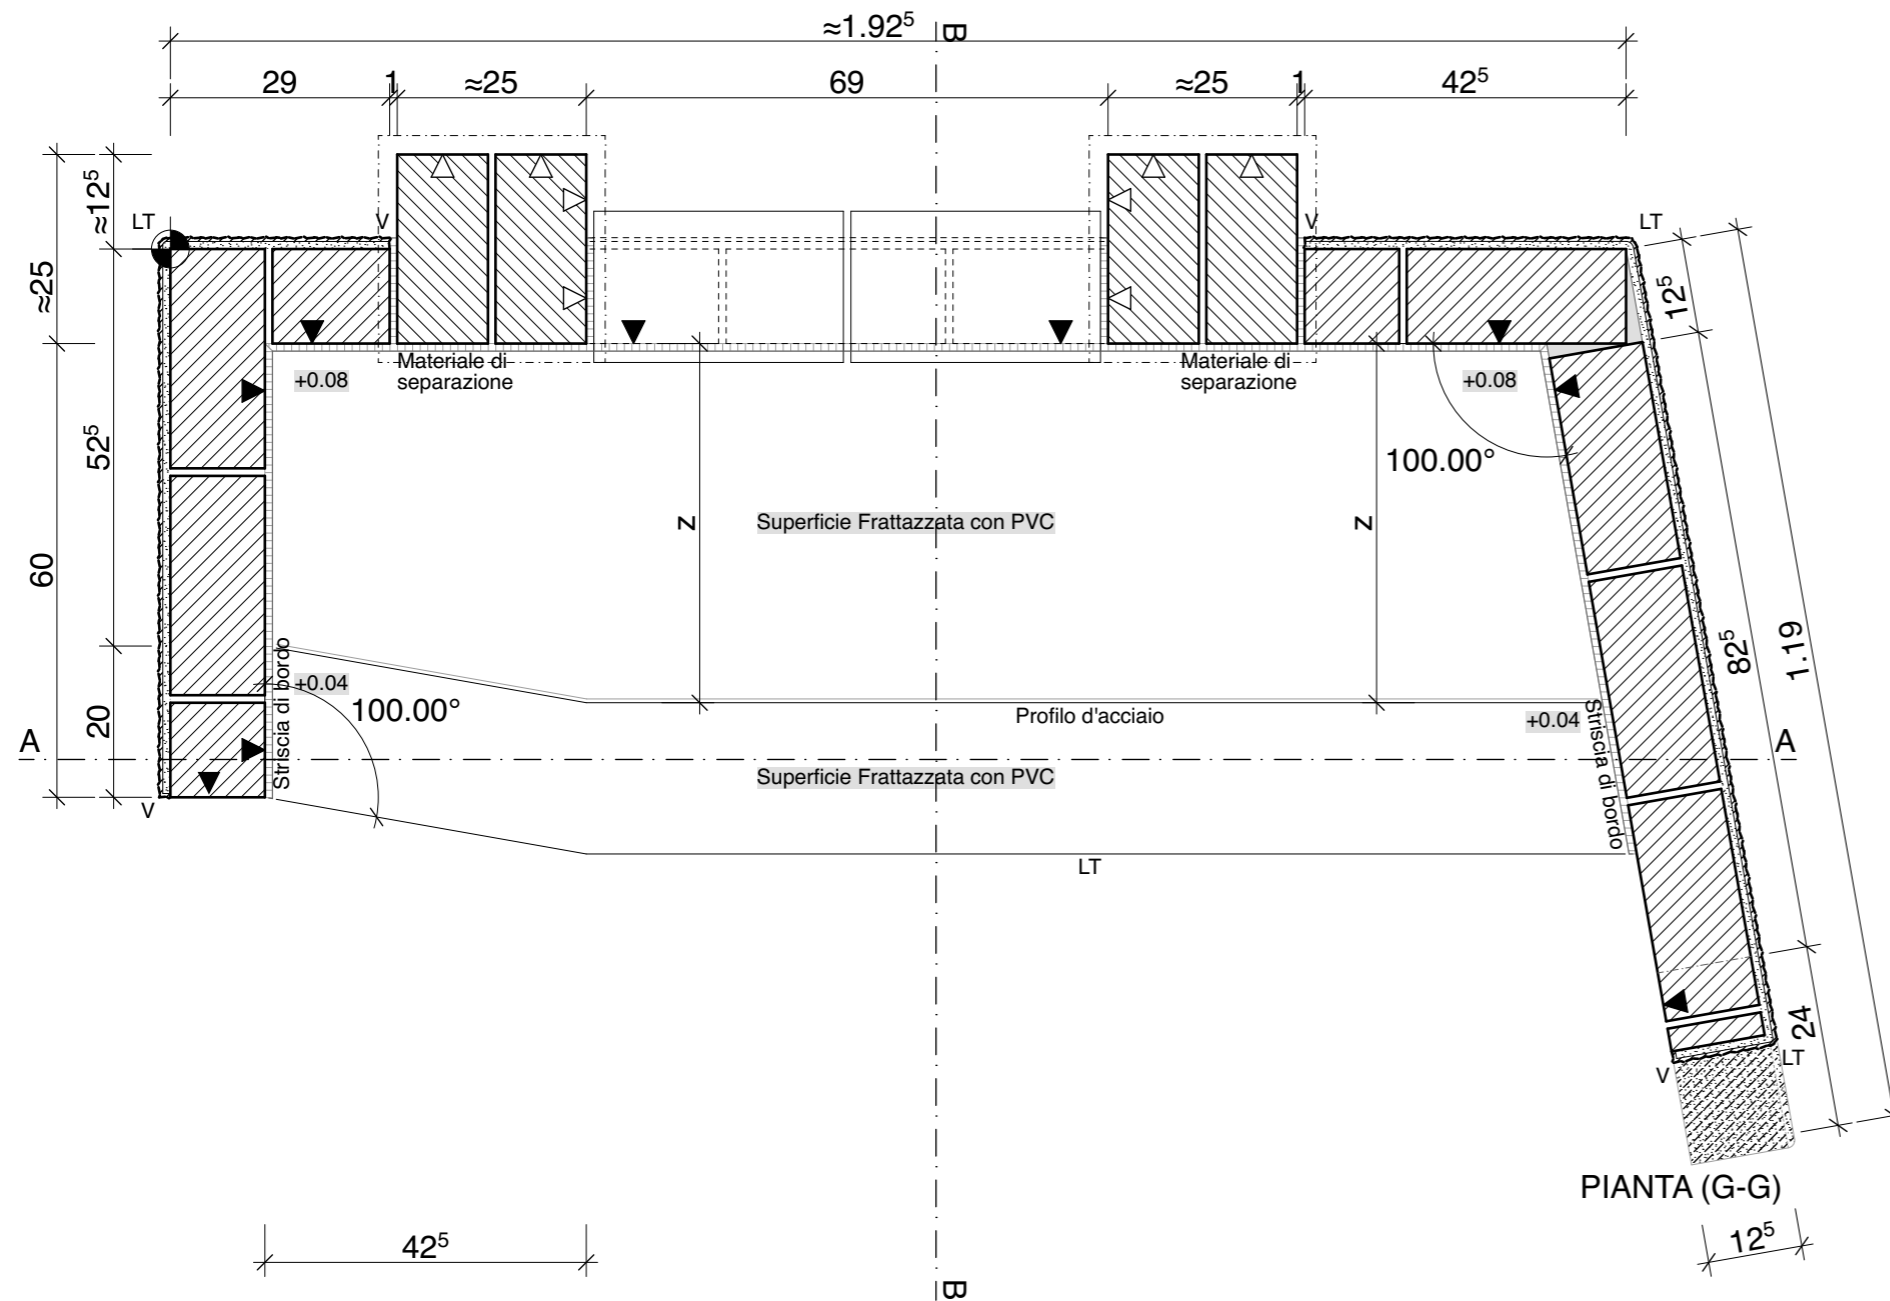 ≈1.92⁵
B
29
1
≈25
69
≈25
1
42⁵
≈12⁵
≈25
LT
V
V
LT
12⁵
Materiale di
separazione
Materiale di
separazione
+0.08
+0.08
52⁵
100.00°
60
z
z
Superficie Frattazzata con PVC
82⁵
1.19
Striscia di bordo
+0.04
100.00°
20
Profilo d'acciaio
+0.04
Striscia di bordo
A
A
Superficie Frattazzata con PVC
V
LT
24
V
LT
PIANTA (G-G)
42⁵
12⁵
B